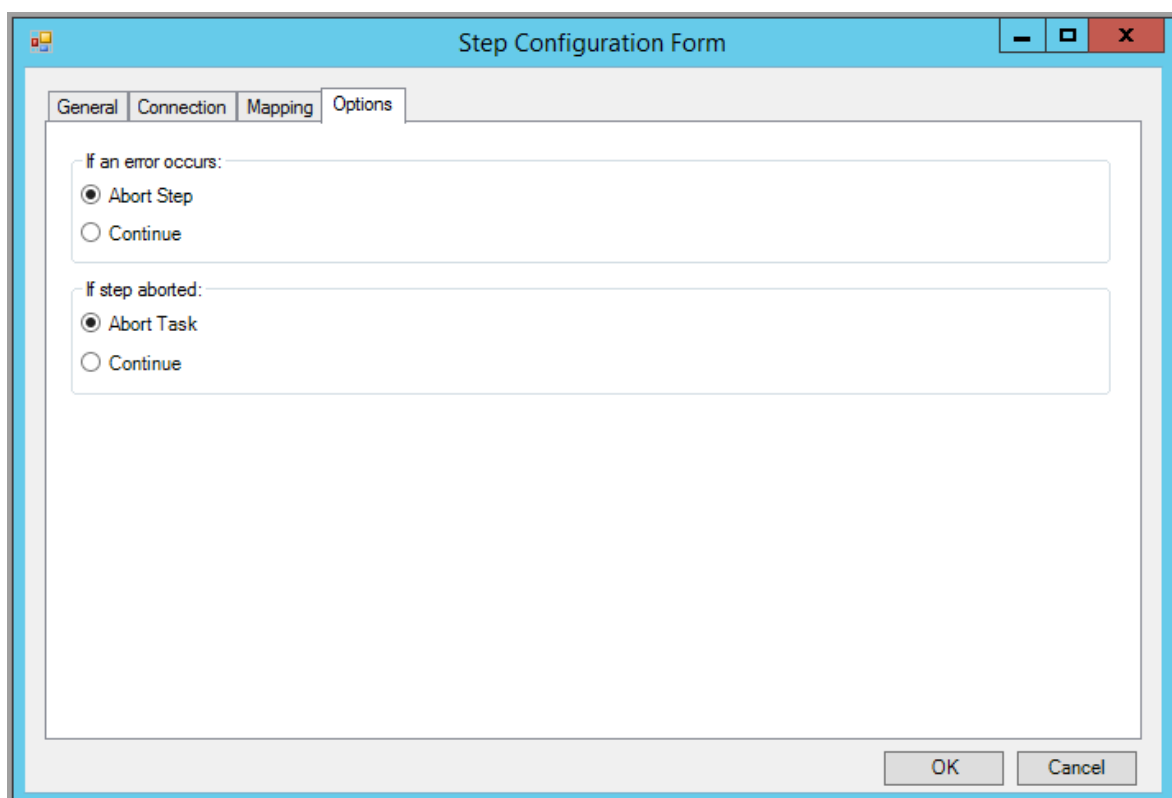 Step Configuration Form
General Connection Mapping Options
If an error occurs:
Abort Step
Continue
If step aborted:
Abort Task
Continue
OK Cancel